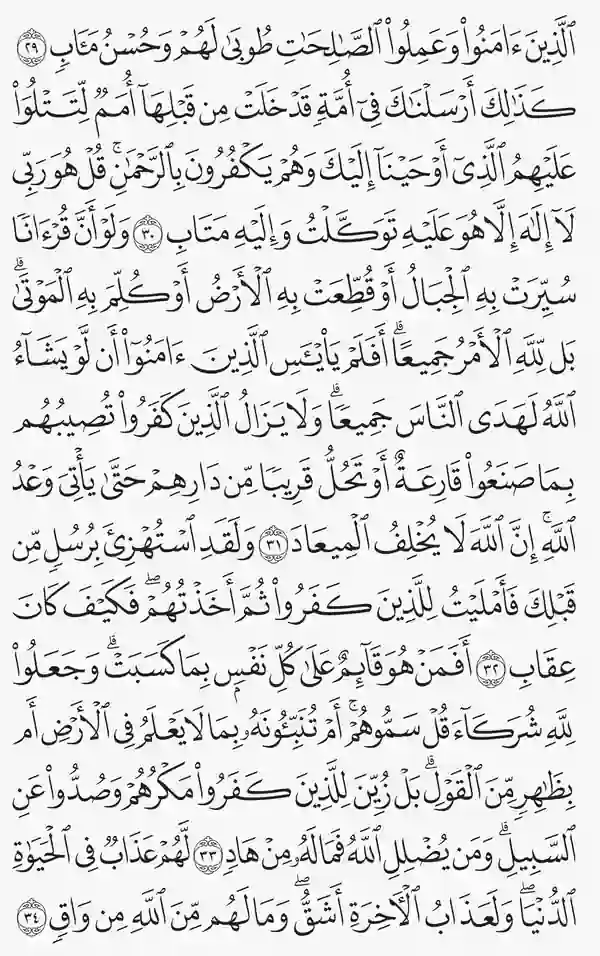 ٱلَّذِينَ ءَامَنُوا۟ وَعَمِلُوا۟ ٱلصَّـٰلِحَـٰتِ طُوبَىٰ لَهُمْ وَحُسْنُ مَـَٔابٍ ٢٩
كَذَٰلِكَ أَرْسَلْنَـٰكَ فِىٓ أُمَّةٍ قَدْ خَلَتْ مِن قَبْلِهَآ أُمَمٌ لِّتَتْلُوَا۟
عَلَيْهِمُ ٱلَّذِىٓ أَوْحَيْنَآ إِلَيْكَ وَهُمْ يَكْفُرُونَ بِٱلرَّحْمَـٰنِ ۚ قُلْ هُوَ رَبِّى
لَآ إِلَـٰهَ إِلَّا هُوَ عَلَيْهِ تَوَكَّلْتُ وَإِلَيْهِ مَتَابِ ٣٠ وَلَوْ أَنَّ قُرْءَانًا
سُيِّرَتْ بِهِ ٱلْجِبَالُ أَوْ قُطِّعَتْ بِهِ ٱلْأَرْضُ أَوْ كُلِّمَ بِهِ ٱلْمَوْتَىٰ ۗ
بَل لِّلَّهِ ٱلْأَمْرُ جَمِيعًا ۗ أَفَلَمْ يَا۟يْـَٔسِ ٱلَّذِينَ ءَامَنُوٓا۟ أَن لَّوْ يَشَآءُ
ٱللَّهُ لَهَدَى ٱلنَّاسَ جَمِيعًا ۗ وَلَا يَزَالُ ٱلَّذِينَ كَفَرُوا۟ تُصِيبُهُم
بِمَا صَنَعُوا۟ قَارِعَةٌ أَوْ تَحُلُّ قَرِيبًا مِّن دَارِهِمْ حَتَّىٰ يَأْتِىَ وَعْدُ
ٱللَّهِ ۚ إِنَّ ٱللَّهَ لَا يُخْلِفُ ٱلْمِيعَادَ ٣١ وَلَقَدِ ٱسْتُهْزِئَ بِرُسُلٍ مِّن
قَبْلِكَ فَأَمْلَيْتُ لِلَّذِينَ كَفَرُوا۟ ثُمَّ أَخَذْتُهُمْ ۖ فَكَيْفَ كَانَ
عِقَابِ ٣٢ أَفَمَنْ هُوَ قَآئِمٌ عَلَىٰ كُلِّ نَفْسٍۭ بِمَا كَسَبَتْ ۗ وَجَعَلُوا۟
لِلَّهِ شُرَكَآءَ قُلْ سَمُّوهُمْ ۚ أَمْ تُنَبِّـُٔونَهُۥ بِمَا لَا يَعْلَمُ فِى ٱلْأَرْضِ أَم
بِظَـٰهِرٍ مِّنَ ٱلْقَوْلِ ۗ بَلْ زُيِّنَ لِلَّذِينَ كَفَرُوا۟ مَكْرُهُمْ وَصُدُّوا۟ عَنِ
ٱلسَّبِيلِ ۗ وَمَن يُضْلِلِ ٱللَّهُ فَمَا لَهُۥ مِنْ هَادٍ ٣٣ لَّهُمْ عَذَابٌ فِى ٱلْحَيَوٰةِ
ٱلدُّنْيَا ۖ وَلَعَذَابُ ٱلْـَٔاخِرَةِ أَشَقُّ ۖ وَمَا لَهُم مِّنَ ٱللَّهِ مِن وَاقٍ ٣٤